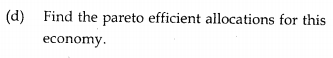 (d) Find the pareto efficient allocations for this
economy.